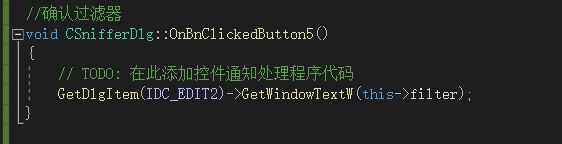 //确认过滤器
void CSnifferDlg::OnBnClickedButton5()
{
// TODO: 在此添加控件通知处理程序代码
GetDlgItem(IDC_EDIT2)->GetWindowTextW(this->filter);
}